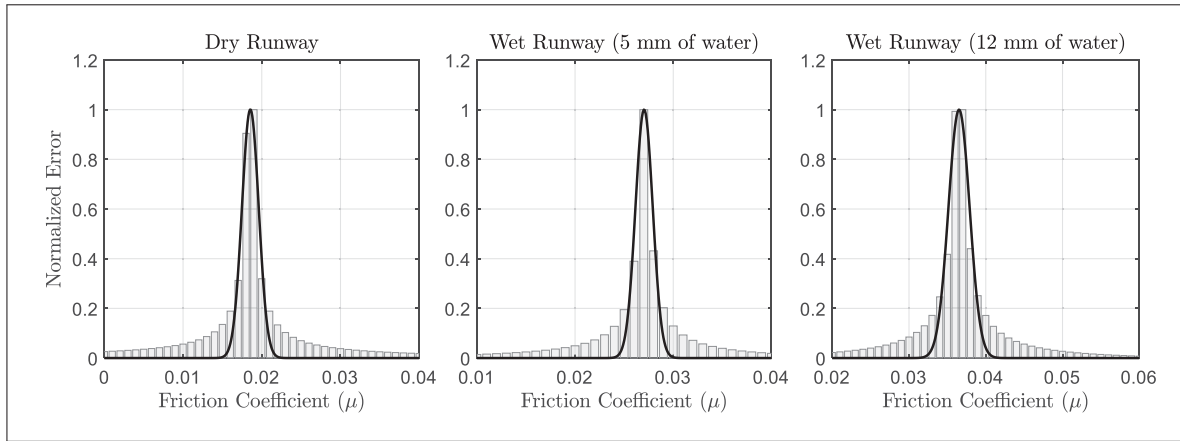 Dry Runway
Wet Runway (5 mm of water)
Wet Runway (12 mm of water)
Normalized Error
1.2
1
0.8
0.6
0.4
0.2
0
0 0.01 0.02 0.03 0.04
Friction Coefficient (μ)
1.2
1
0.8
0.6
0.4
0.2
0
0.01 0.02 0.03 0.04
Friction Coefficient (μ)
1.2
1
0.8
0.6
0.4
0.2
0
0.02 0.03 0.04 0.05 0.06
Friction Coefficient (μ)